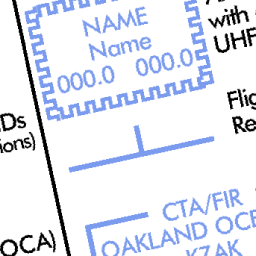 NAME
Name
000.0 000.0
with
UHF
Ds
ions)
Flig
Re
CTA/FIR
OAKLAND OCE
KZAK
OCA)